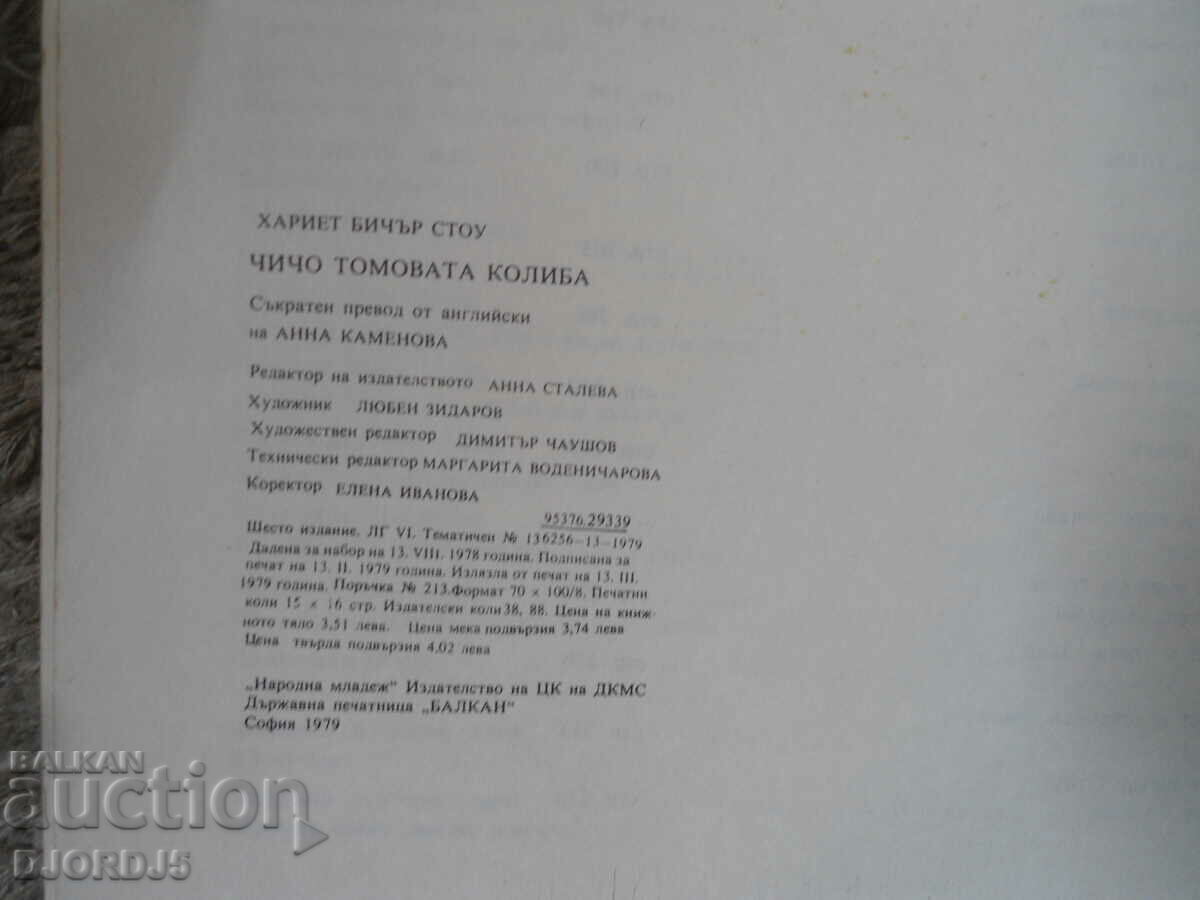 ХАРИЕТ БИЧЪР СТОУ
ЧИЧО ТОМОВАТА КОЛИБА
Съкратен превод от английски
на АННА КАМЕНОВА
Редактор на издателството АННА СТАЛЕВА
Художник ЛЮБЕН ЗИДАРОВ
Художествен редактор ДИМИТЪР ЧАУШОВ
Технически редактор МАРГАРИТА ВОДЕНИЧАРОВА
Коректор ЕЛЕНА ИВАНОВА
95376.29339
Шесто издание. ЛГ VI. Тематичен № 136256—13—1979
Дадена за набор на 13. VIII. 1978 година. Подписана за
печат на 13. II. 1979 година. Излязла от печат на 13. III.
1979 година. Поръчка № 213.Формат 70 × 100/8. Печатни
коли 15 × 16 стр. Издателски коли 38, 88. Цена на книж-
ното тяло 3,51 лева. Цена мека подвързия 3,74 лева
Цена твърда подвързия 4,02 лева
„Народна младеж“ Издателство на ЦК на ДКМС
Държавна печатница „БАЛКАН“
София 1979
BALKAN
auction
DJORDJ5